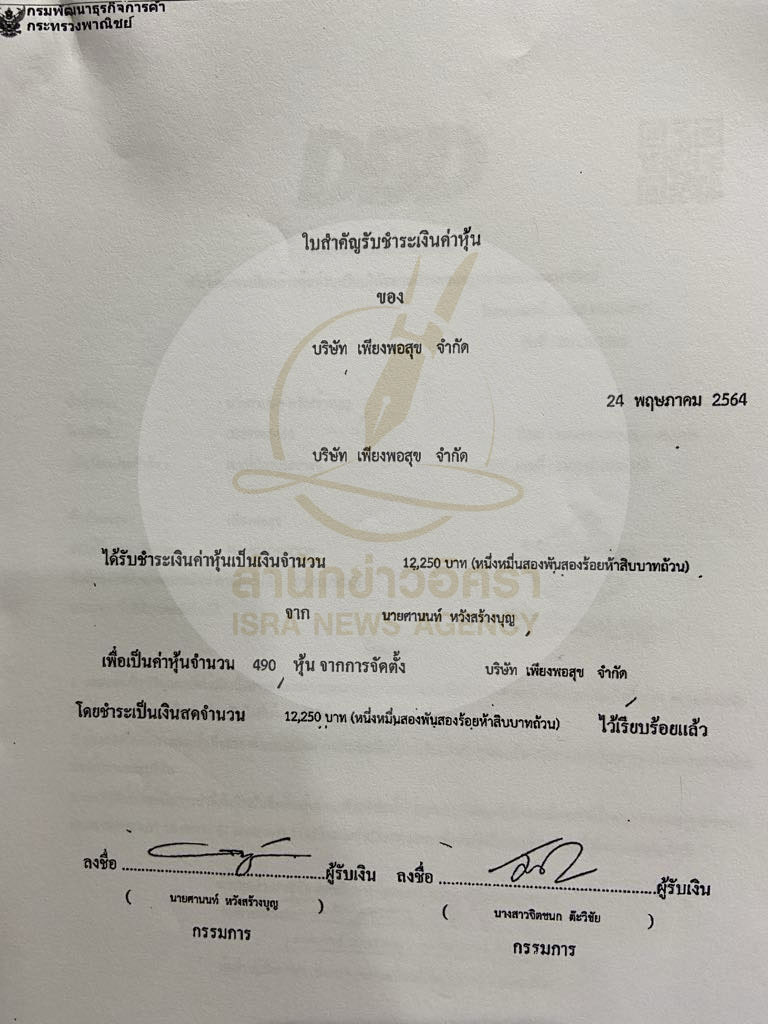 กรมพัฒนาธุรกิจการค้า
กระทรวงพาณิชย์
ใบสำคัญรับชำระเงินค่าหุ้น
ของ
บริษัท เพียงพอสุข จำกัด
24 พฤษภาคม 2564
บริษัท เพียงพอสุข จำกัด
ได้รับชำระเงินค่าหุ้นเป็นเงินจำนวน 12,250 บาท (หนึ่งหมื่นสองพันสองร้อยห้าสิบบาทถ้วน)
สำนักข่าวอิศรา
จาก นายศานนท์ หวังสร้างบุญ
ISRA NEWS AGENCY
เพื่อเป็นค่าหุ้นจำนวน 490 หุ้น จากการจัดตั้ง บริษัท เพียงพอสุข จำกัด
โดยชำระเป็นเงินสดจำนวน 12,250 บาท (หนึ่งหมื่นสองพันสองร้อยห้าสิบบาทถ้วน) ไว้เรียบร้อยแล้ว
ลงชื่อ ................................ผู้รับเงิน ลงชื่อ ................................ผู้รับเงิน
( นายศานนท์ หวังสร้างบุญ ) ( นางสาวจิตชนก ต๊ะวิชัย )
กรรมการ กรรมการ